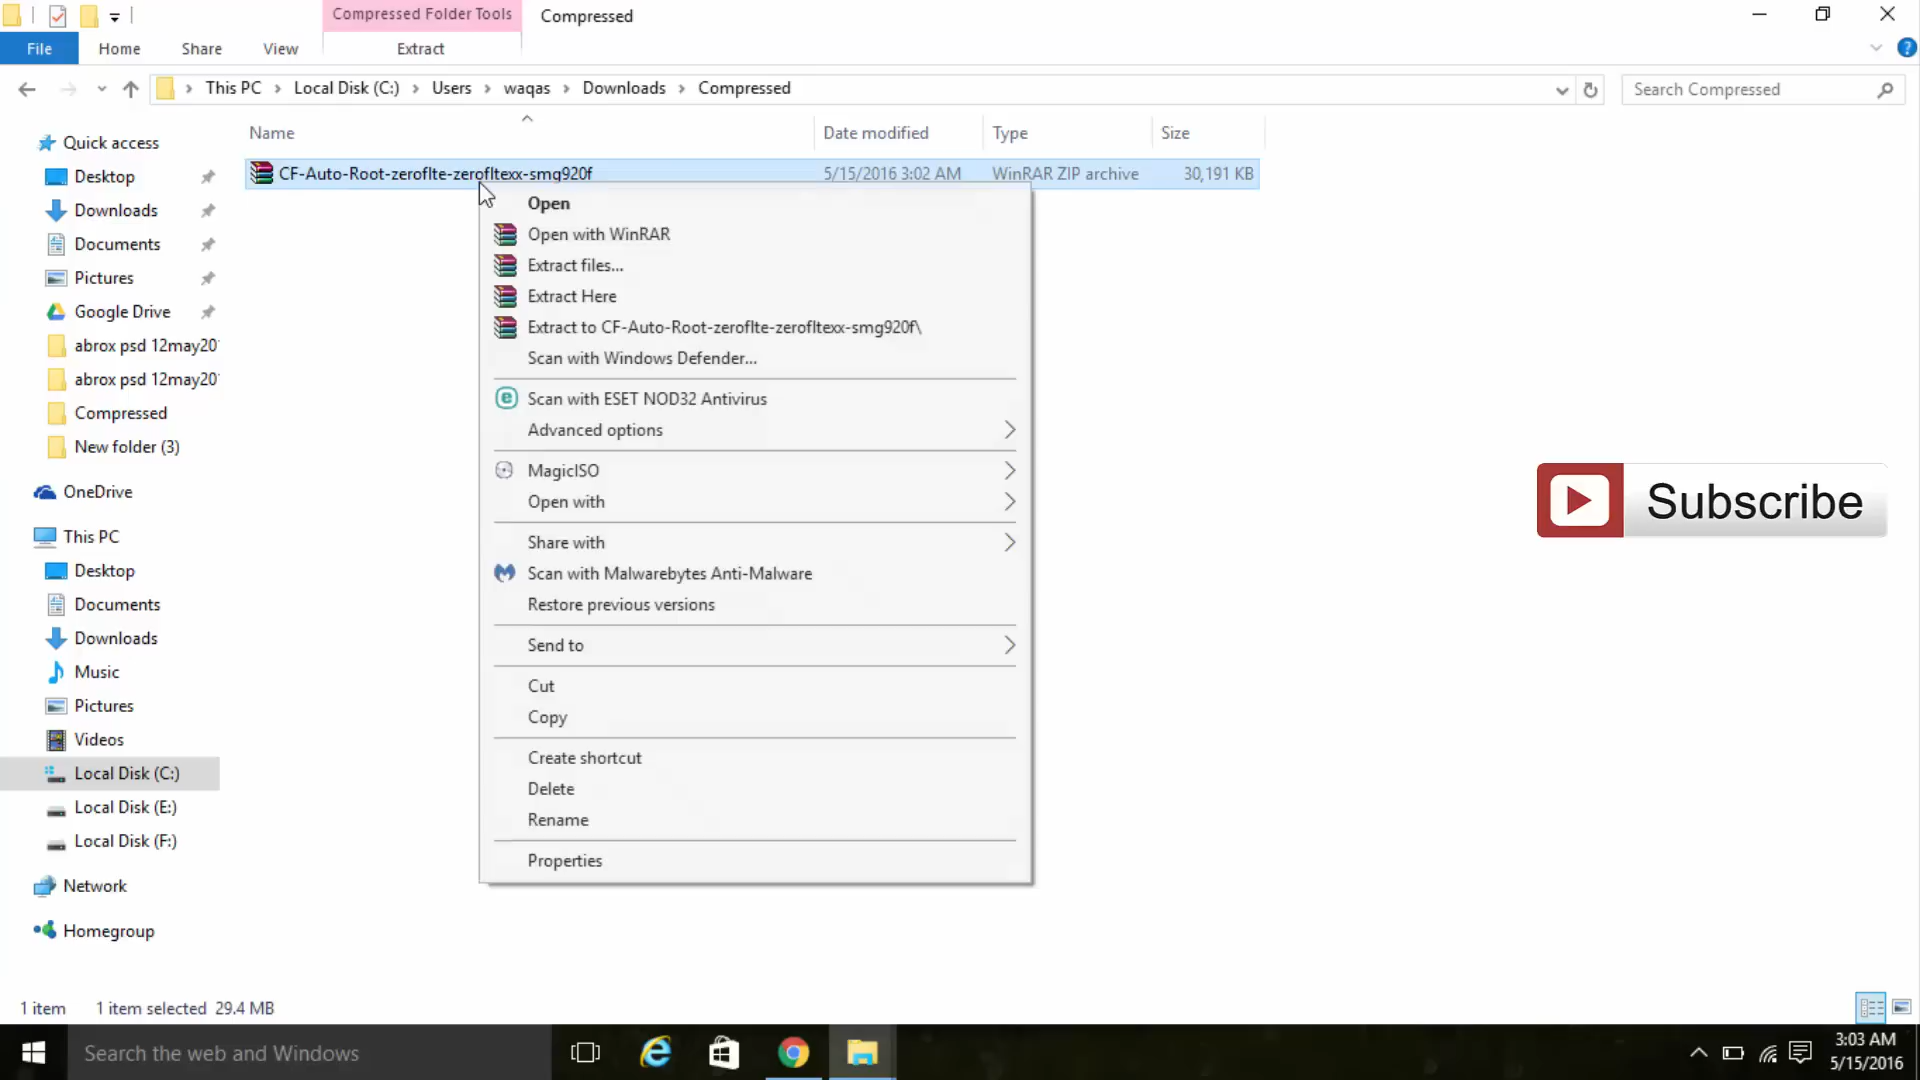 Compressed Folder Tools
Compressed
File
Home
Share
View
Extract
This PC
Local Disk (C:)
Users
waqas
Downloads
Compressed
Search Compressed
Name
Date modified
Type
Size
CF-Auto-Root-zeroflte-zerofltexx-smg920f
5/15/2016 3:02 AM
WinRAR ZIP archive
30,191 KB
Quick access
Desktop
Downloads
Documents
Pictures
Google Drive
abrox psd 12may20
abrox psd 12may20
Compressed
New folder (3)
OneDrive
This PC
Desktop
Documents
Downloads
Music
Pictures
Videos
Local Disk (C:)
Local Disk (E:)
Local Disk (F:)
Network
Homegroup
Open
Open with WinRAR
Extract files...
Extract Here
Extract to CF-Auto-Root-zeroflte-zerofltexx-smg920f\
Scan with Windows Defender...
Scan with ESET NOD32 Antivirus
Advanced options
MagicISO
Open with
Share with
Scan with Malwarebytes Anti-Malware
Restore previous versions
Send to
Cut
Copy
Create shortcut
Delete
Rename
Properties
Subscribe
1 item
1 item selected 29.4 MB
Search the web and Windows
3:03 AM
5/15/2016